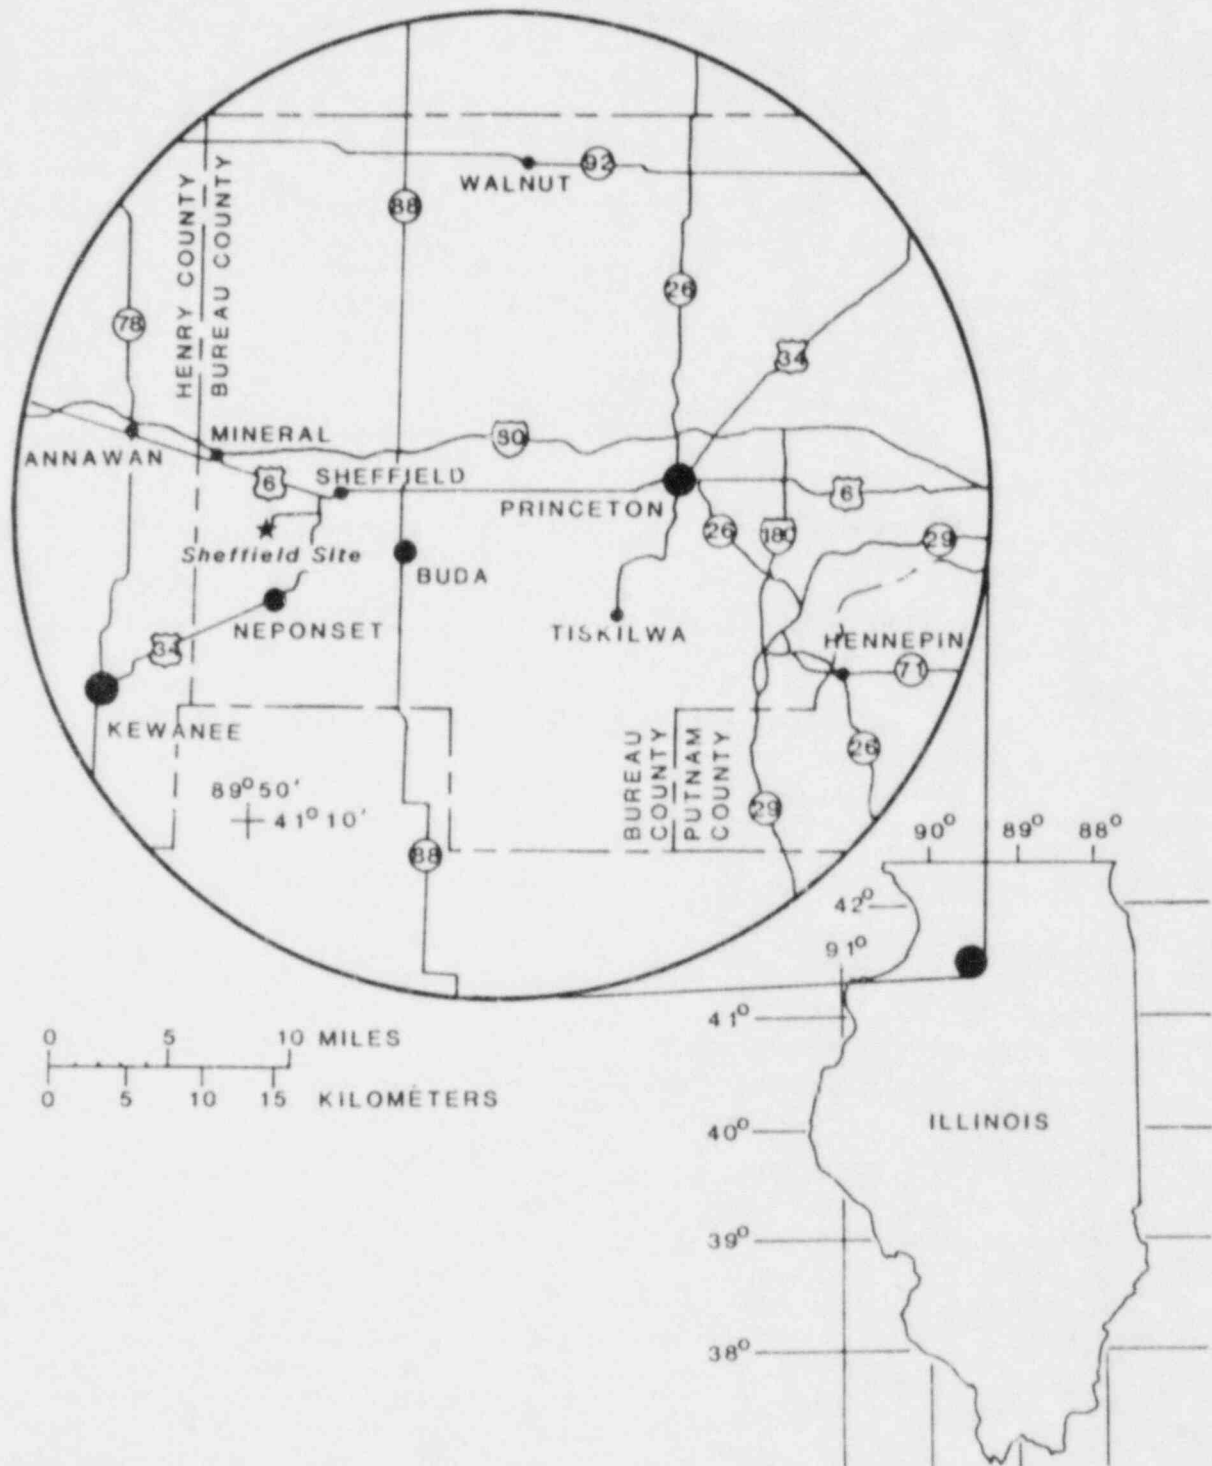 WALNUT
92
88
HENRY COUNTY
BUREAU COUNTY
26
78
34
ANNAWAN
MINERAL
80
6
SHEFFIELD
PRINCETON
6
26
180
29
Sheffield Site
BUDA
NEPONSET
TISKILWA
HENNEPIN
34
71
KEWANEE
BUREAU
COUNTY
PUTNAM
COUNTY
26
89°50'
41°10'
29
88
90° 89° 88°
42°
91°
41°
0 5 10 MILES
0 5 10 15 KILOMETERS
40°
ILLINOIS
39°
38°